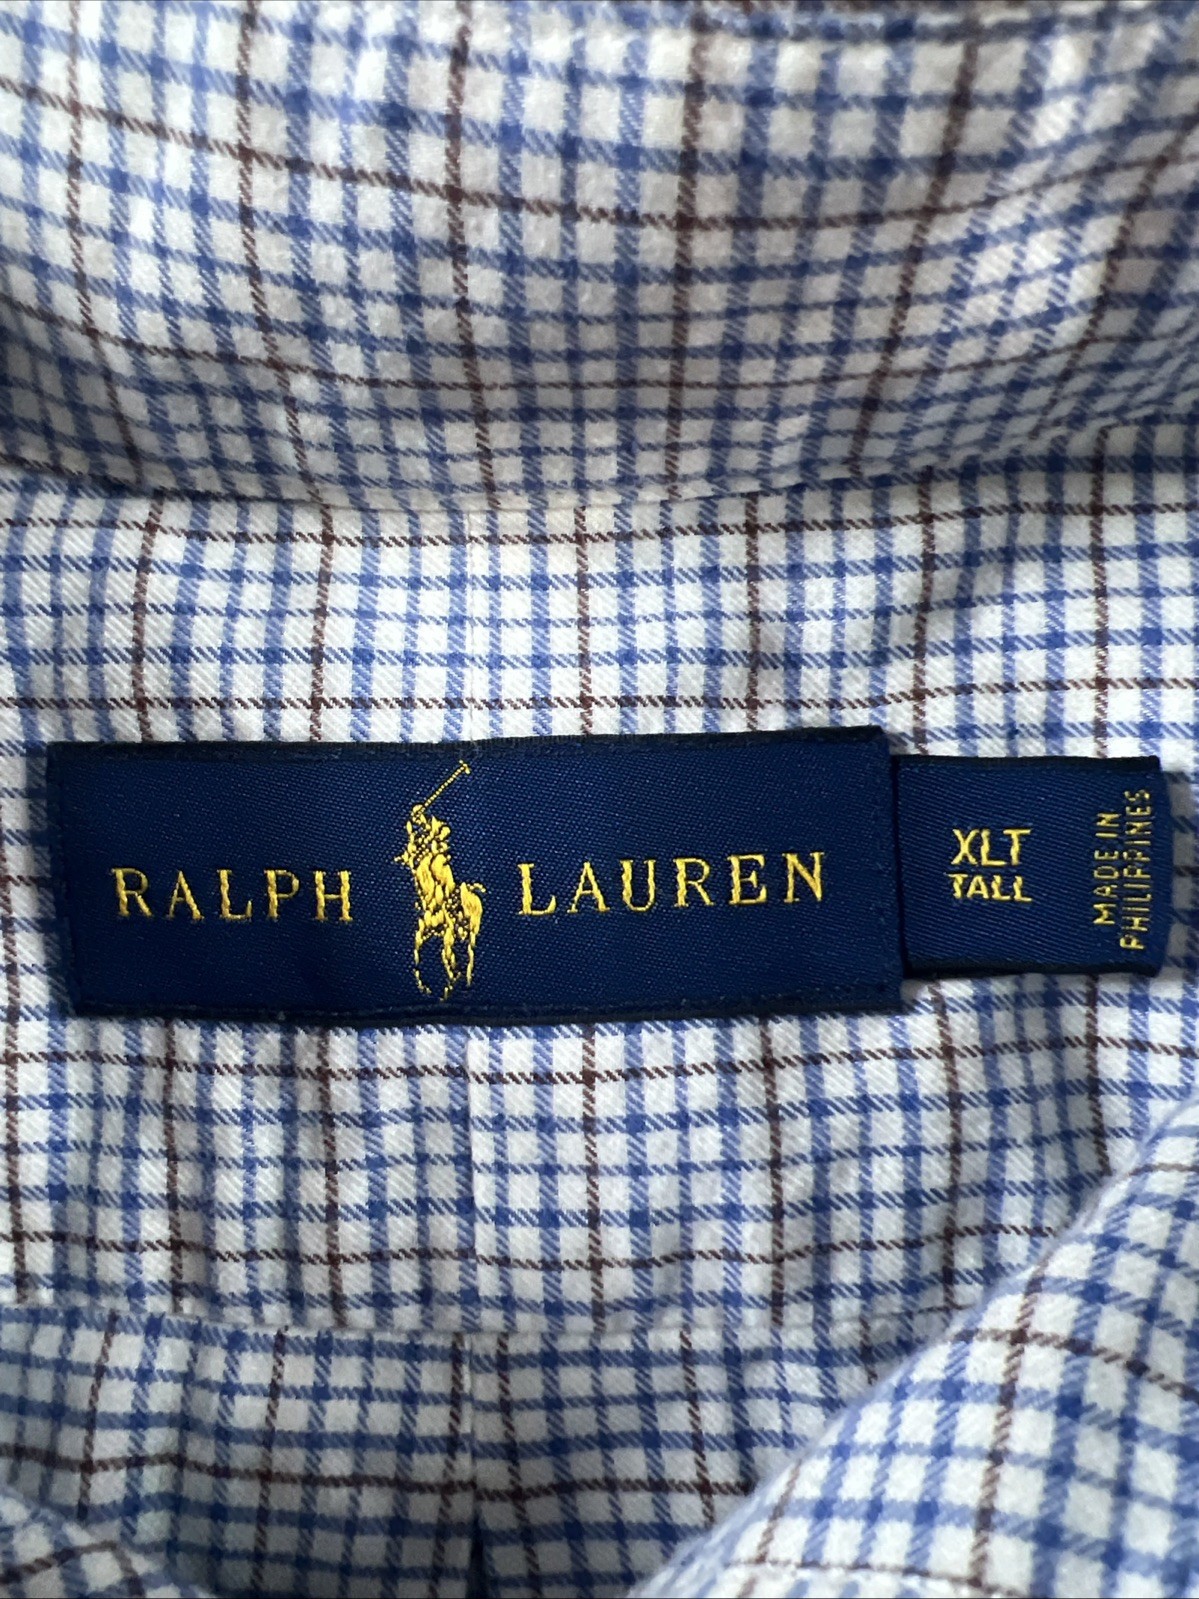 RALPH LAUREN
XLT
TALL
MADE IN
PHILIPPINES